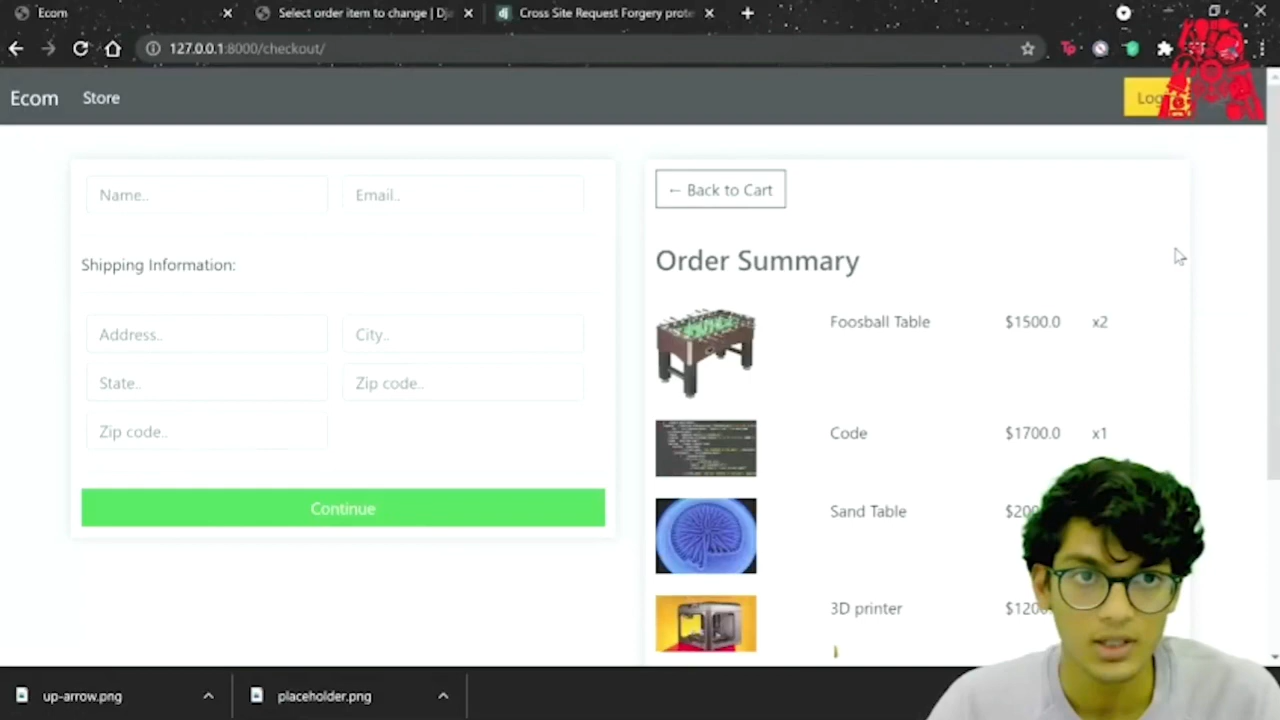 Ecom
Select order item to change | Dj
Cross Site Request Forgery prote
127.0.0.1:8000/checkout/
Ecom
Store
Log
Name..
Email..
← Back to Cart
Shipping Information:
Order Summary
Address..
City..
Foosball Table $1500.0 x2
State..
Zip code..
Zip code..
Code $1700.0 x1
Continue
Sand Table
3D printer
up-arrow.png
placeholder.png